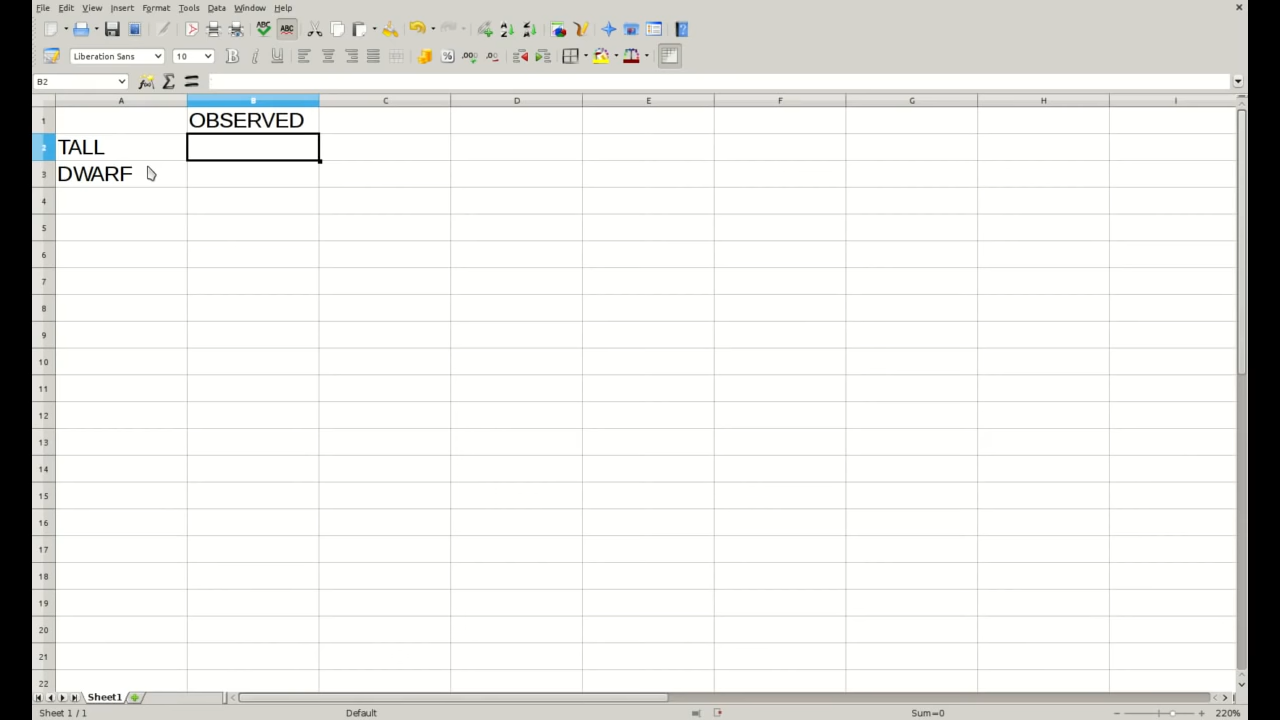 File Edit View Insert Format Tools Data Window Help
Liberation Sans 10
B2
A B C D E F G H I
1 OBSERVED
2 TALL
3 DWARF
4
5
6
7
8
9
10
11
12
13
14
15
16
17
18
19
20
21
22
Sheet1
Sheet 1 / 1 Default Sum=0 220%